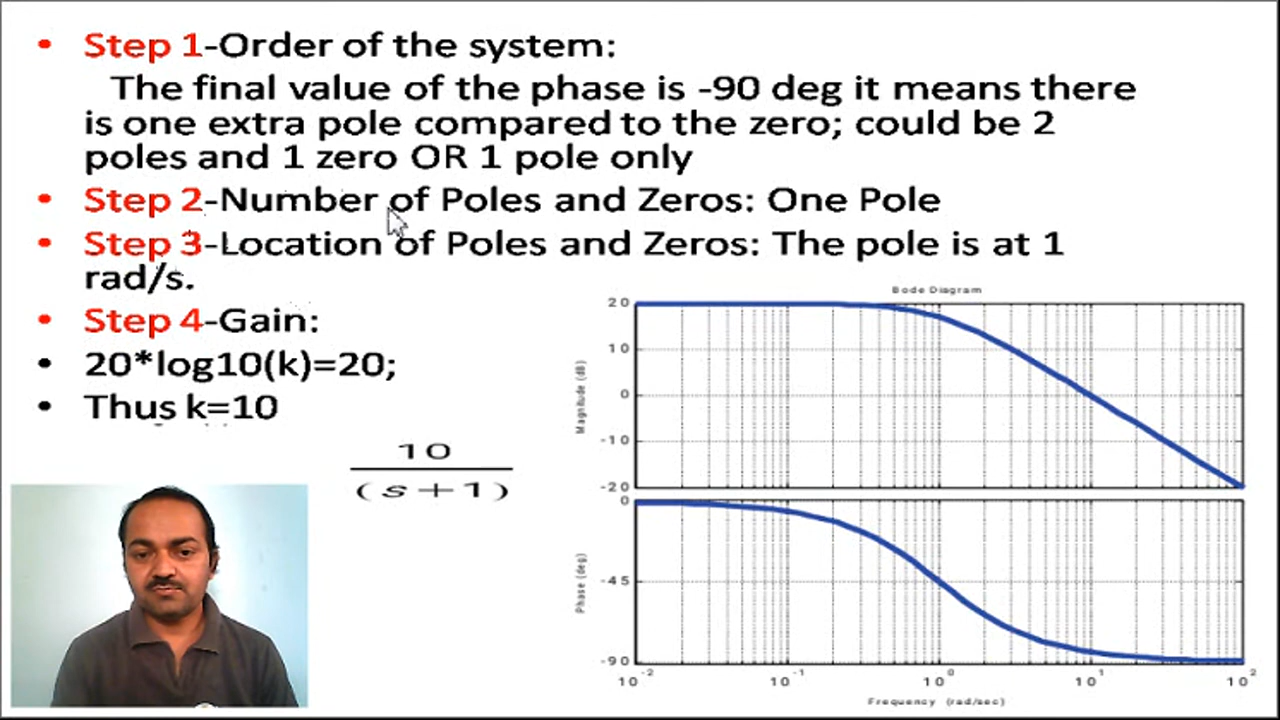 • Step 1-Order of the system:
The final value of the phase is -90 deg it means there
is one extra pole compared to the zero; could be 2
poles and 1 zero OR 1 pole only
• Step 2-Number of Poles and Zeros: One Pole
• Step 3-Location of Poles and Zeros: The pole is at 1
rad/s.
• Step 4-Gain:
• 20*log10(k)=20;
• Thus k=10
10
(s+1)
Bode Diagram
Magnitude (dB)
20
10
0
-10
-20
Phase (deg)
0
-45
-90
10^-2 10^-1 10^0 10^1 10^2
Frequency (rad/sec)